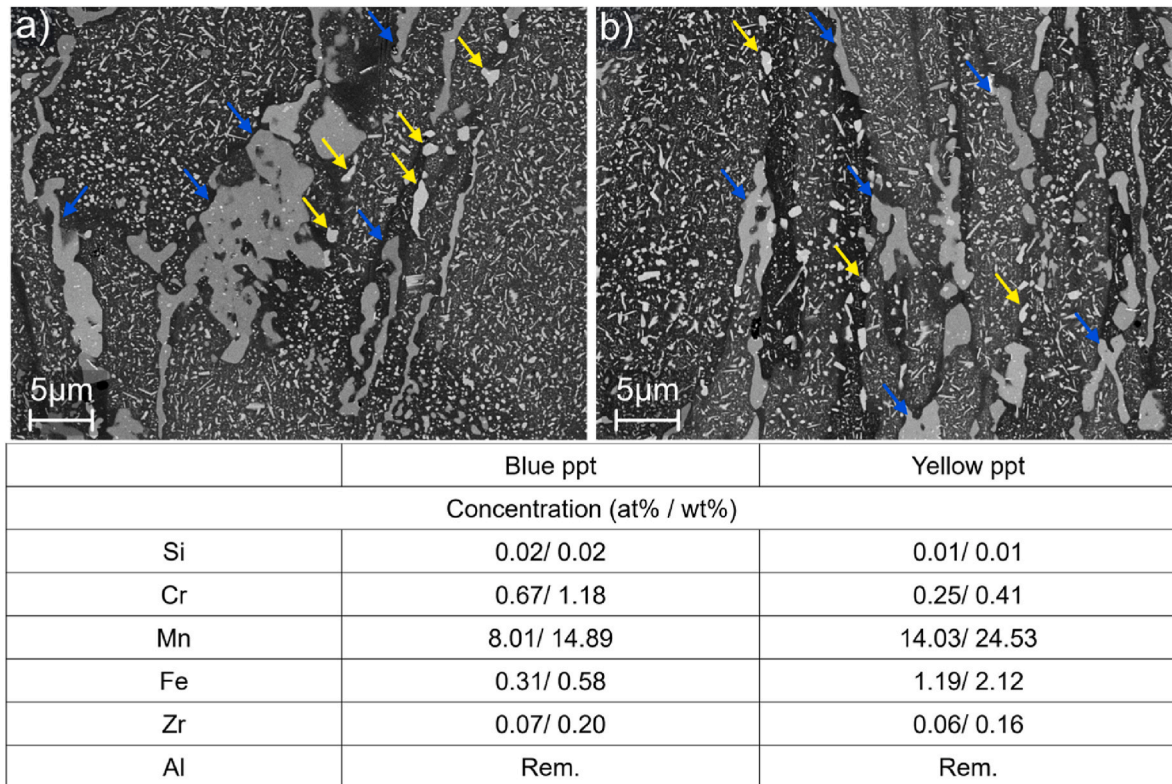 a) b)
5μm 5μm
Blue ppt Yellow ppt
Concentration (at% / wt%)
Si 0.02/ 0.02 0.01/ 0.01
Cr 0.67/ 1.18 0.25/ 0.41
Mn 8.01/ 14.89 14.03/ 24.53
Fe 0.31/ 0.58 1.19/ 2.12
Zr 0.07/ 0.20 0.06/ 0.16
Al Rem. Rem.